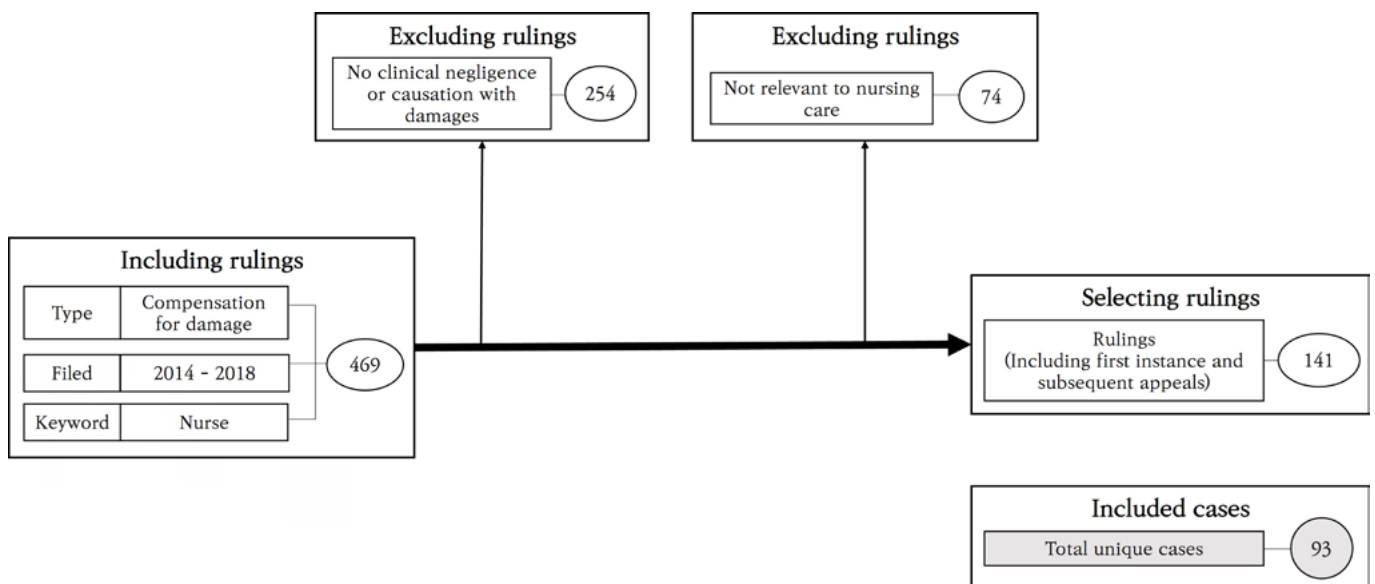 Excluding rulings
No clinical negligence
or causation with
damages
254
Excluding rulings
Not relevant to nursing
care
74
Including rulings
Type
Compensation
for damage
Filed
2014 - 2018
Keyword
Nurse
469
Selecting rulings
Rulings
(Including first instance and
subsequent appeals)
141
Included cases
Total unique cases
93